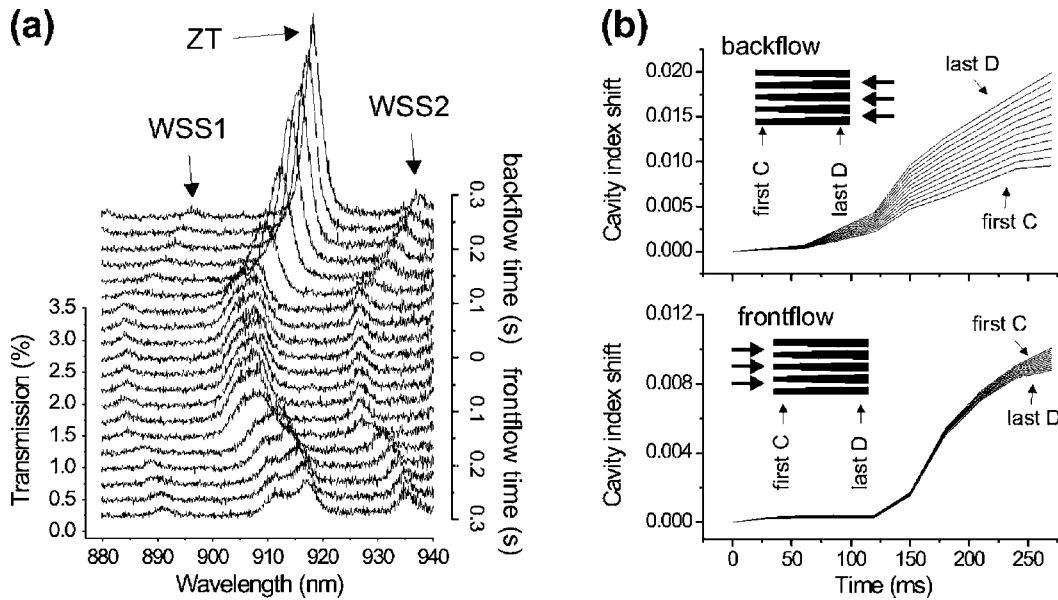 (a)
ZT
WSS1
WSS2
Transmission (%)
3.5
3.0
2.5
2.0
1.5
1.0
0.5
0.0
880 890 900 910 920 930 940
Wavelength (nm)
0.3
0.2
0.1
0
0.1
0.2
0.3
backflow time (s)
frontflow time (s)
(b)
backflow
last D
first C
last D
first C
Cavity index shift
0.020
0.015
0.010
0.005
0.000
frontflow
first C
last D
first C
last D
Cavity index shift
0.012
0.008
0.004
0.000
0 50 100 150 200 250
Time (ms)